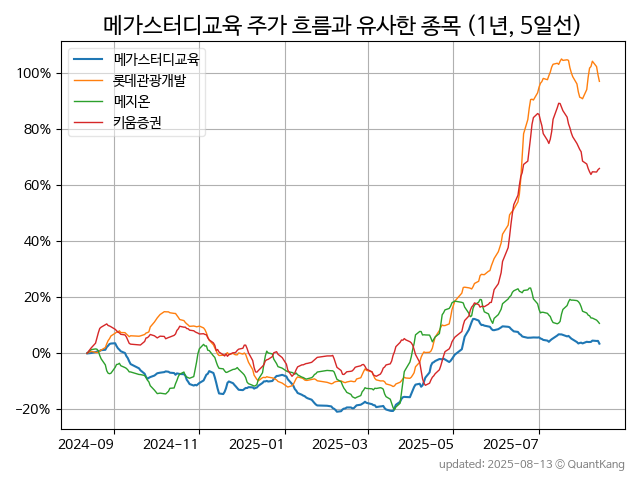 메가스터디교육 주가 흐름과 유사한 종목 (1년, 5일선)
메가스터디교육
롯데관광개발
메지온
키움증권
100%
80%
60%
40%
20%
0%
−20%
2024-09 2024-11 2025-01 2025-03 2025-05 2025-07
updated: 2025-08-13 © QuantKang